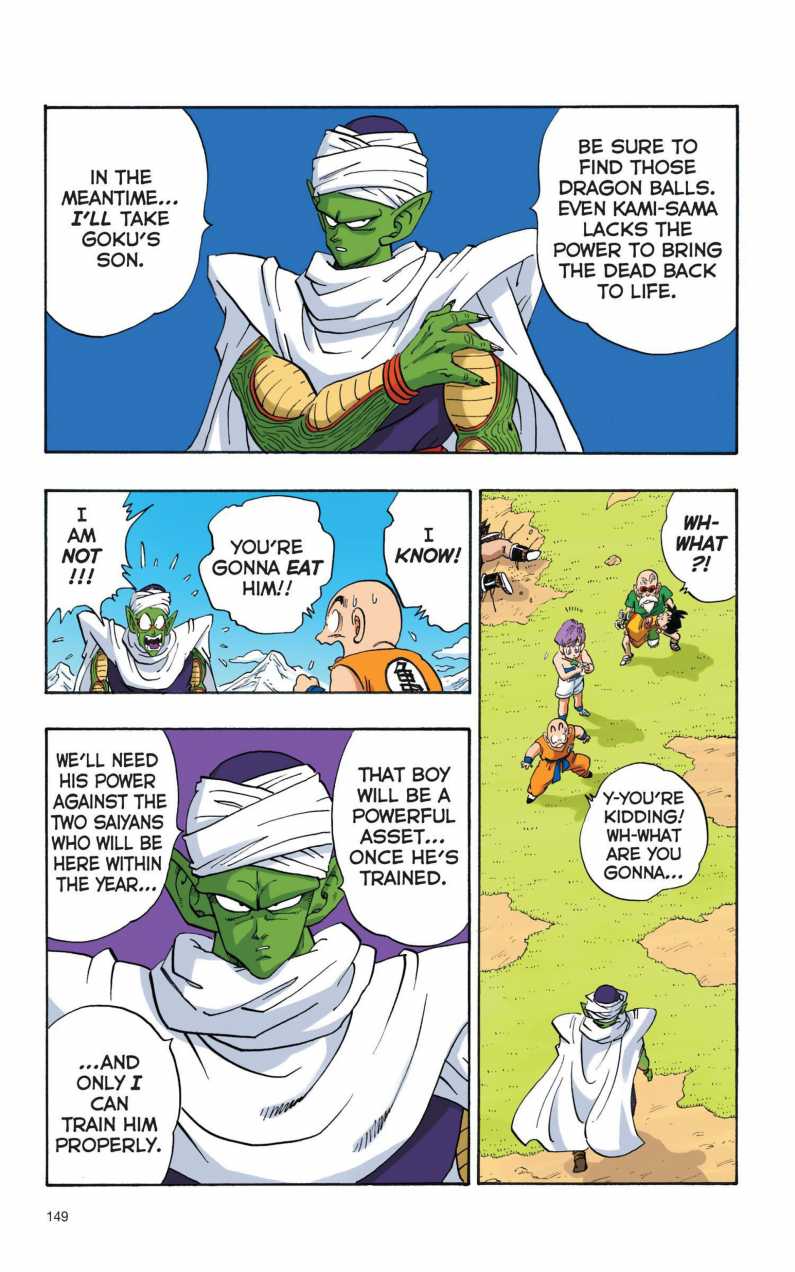 BE SURE TO
FIND THOSE
DRAGON BALLS.
EVEN KAMI-SAMA
LACKS THE
POWER TO BRING
THE DEAD BACK
TO LIFE.
IN THE
MEANTIME...
I'LL TAKE
GOKU'S
SON.
WH-
WHAT
?!
Y-YOU'RE
KIDDING!
WH-WHAT
ARE YOU
GONNA...
I
KNOW!
YOU'RE
GONNA EAT
HIM!!
I
AM
NOT
!!!
亀
THAT BOY
WILL BE A
POWERFUL
ASSET...
ONCE HE'S
TRAINED.
WE'LL NEED
HIS POWER
AGAINST THE
TWO SAIYANS
WHO WILL BE
HERE WITHIN
THE YEAR...
...AND
ONLY I
CAN
TRAIN HIM
PROPERLY.
149